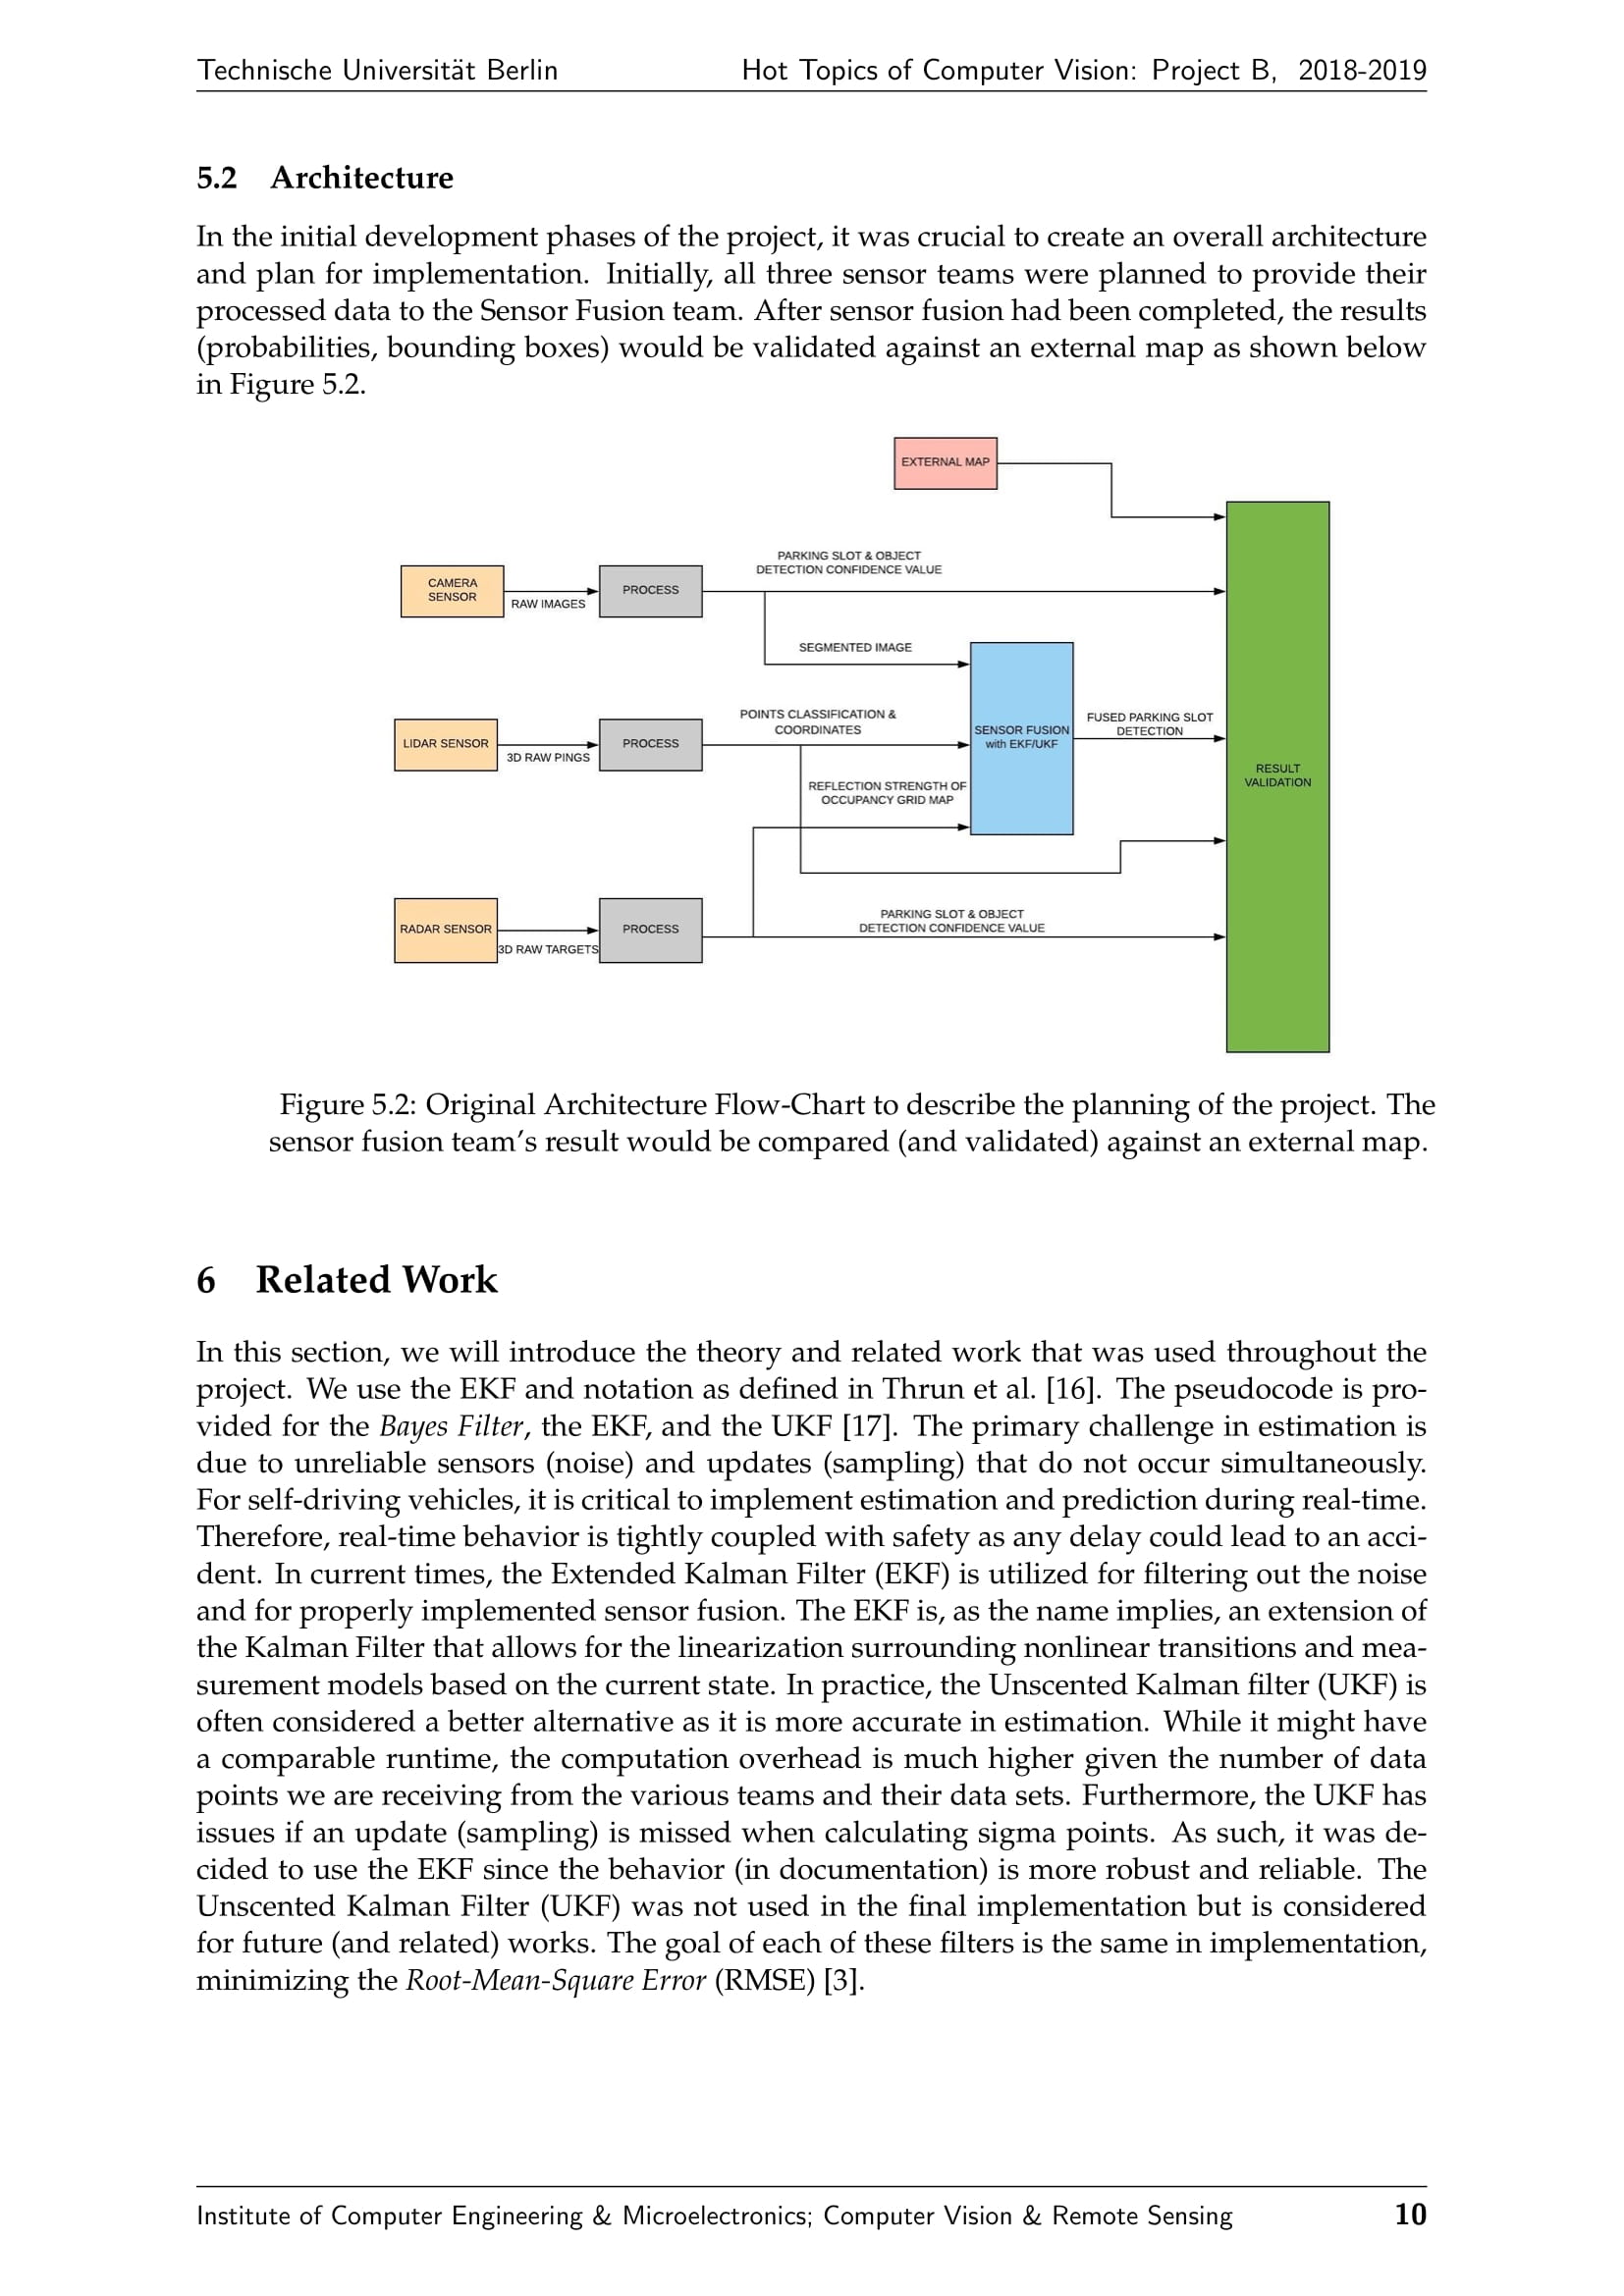 Technische Universität Berlin Hot Topics of Computer Vision: Project B, 2018-2019
5.2 Architecture
In the initial development phases of the project, it was crucial to create an overall architecture
and plan for implementation. Initially, all three sensor teams were planned to provide their
processed data to the Sensor Fusion team. After sensor fusion had been completed, the results
(probabilities, bounding boxes) would be validated against an external map as shown below
in Figure 5.2.
EXTERNAL MAP
PARKING SLOT & OBJECT
DETECTION CONFIDENCE VALUE
CAMERA
SENSOR
RAW IMAGES
PROCESS
SEGMENTED IMAGE
POINTS CLASSIFICATION &
COORDINATES
LIDAR SENSOR
3D RAW PINGS
PROCESS
SENSOR FUSION
with EKF/UKF
FUSED PARKING SLOT
DETECTION
RESULT
VALIDATION
REFLECTION STRENGTH OF
OCCUPANCY GRID MAP
RADAR SENSOR
3D RAW TARGETS
PROCESS
PARKING SLOT & OBJECT
DETECTION CONFIDENCE VALUE
Figure 5.2: Original Architecture Flow-Chart to describe the planning of the project. The
sensor fusion team's result would be compared (and validated) against an external map.
6 Related Work
In this section, we will introduce the theory and related work that was used throughout the
project. We use the EKF and notation as defined in Thrun et al. [16]. The pseudocode is pro-
vided for the Bayes Filter, the EKF, and the UKF [17]. The primary challenge in estimation is
due to unreliable sensors (noise) and updates (sampling) that do not occur simultaneously.
For self-driving vehicles, it is critical to implement estimation and prediction during real-time.
Therefore, real-time behavior is tightly coupled with safety as any delay could lead to an acci-
dent. In current times, the Extended Kalman Filter (EKF) is utilized for filtering out the noise
and for properly implemented sensor fusion. The EKF is, as the name implies, an extension of
the Kalman Filter that allows for the linearization surrounding nonlinear transitions and mea-
surement models based on the current state. In practice, the Unscented Kalman filter (UKF) is
often considered a better alternative as it is more accurate in estimation. While it might have
a comparable runtime, the computation overhead is much higher given the number of data
points we are receiving from the various teams and their data sets. Furthermore, the UKF has
issues if an update (sampling) is missed when calculating sigma points. As such, it was de-
cided to use the EKF since the behavior (in documentation) is more robust and reliable. The
Unscented Kalman Filter (UKF) was not used in the final implementation but is considered
for future (and related) works. The goal of each of these filters is the same in implementation,
minimizing the Root-Mean-Square Error (RMSE) [3].
Institute of Computer Engineering & Microelectronics; Computer Vision & Remote Sensing 10